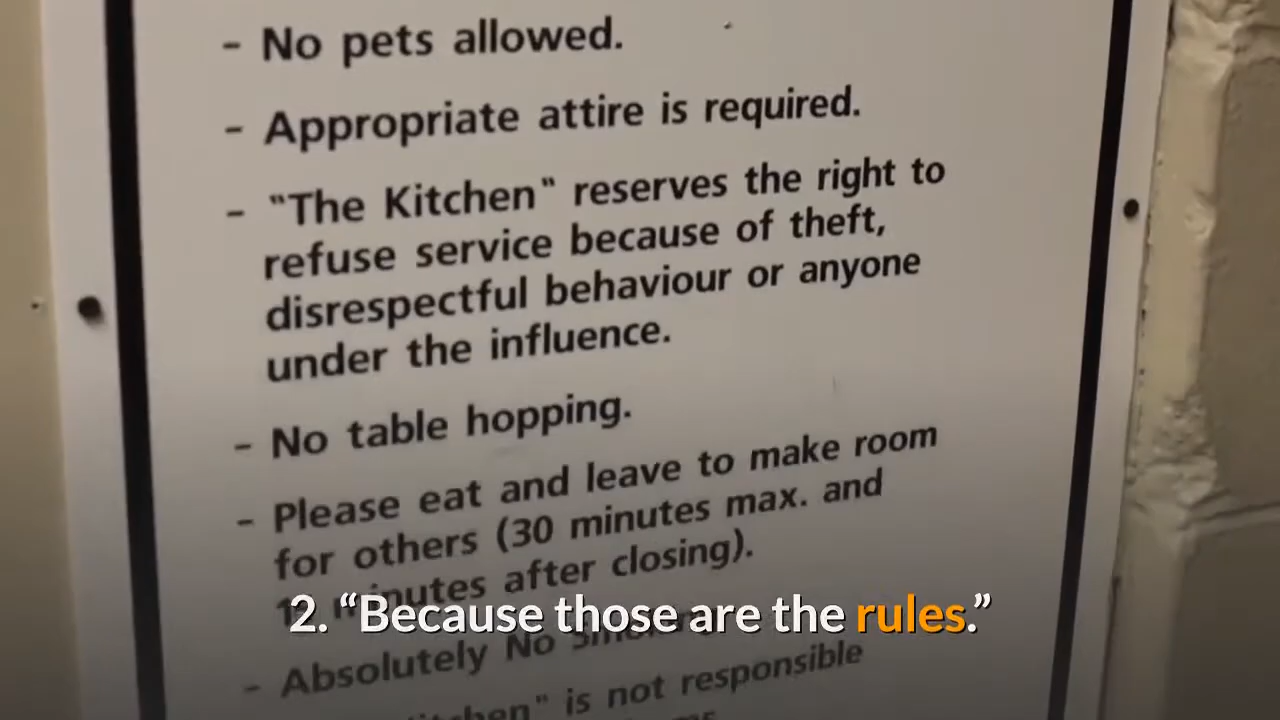 - No pets allowed.
- Appropriate attire is required.
- "The Kitchen" reserves the right to
refuse service because of theft,
disrespectful behaviour or anyone
under the influence.
- No table hopping.
- Please eat and leave to make room
for others (30 minutes max. and
minutes after closing).
2. “Because those are the rules.”
- Absolutely No
is not responsible